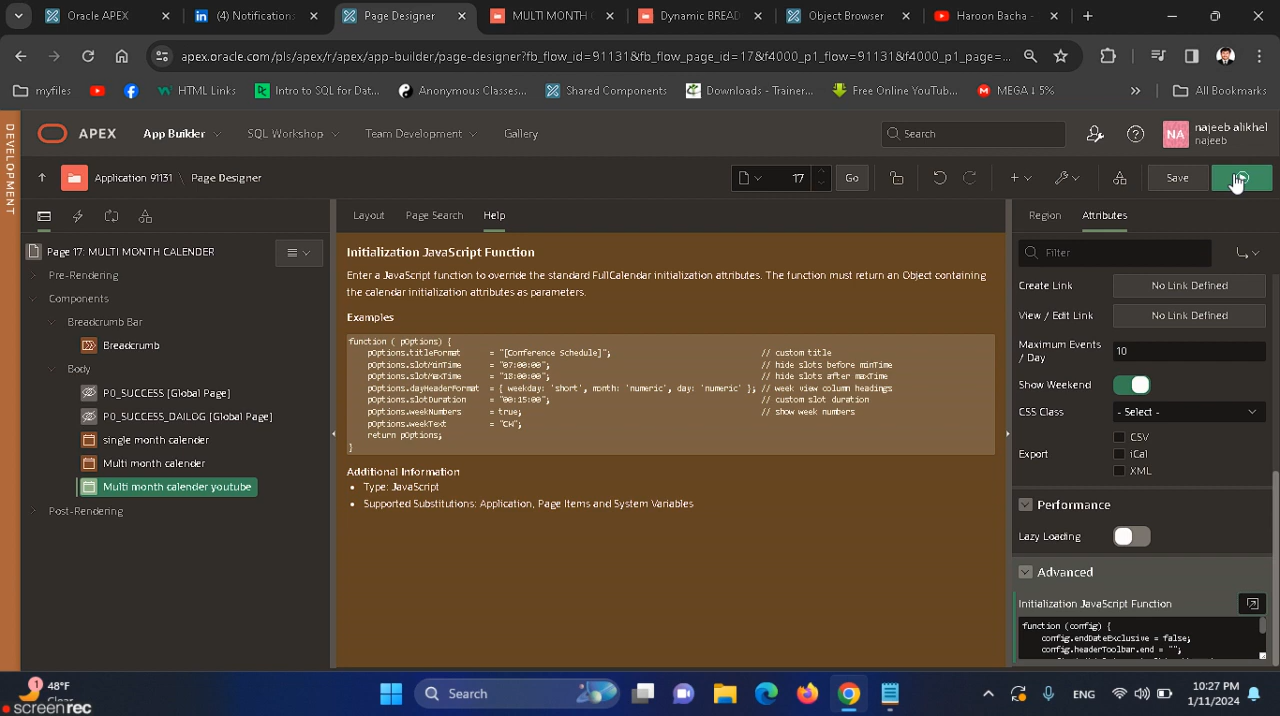 Oracle APEX
(4) Notifications
Page Designer
MULTI MONTH C
Dynamic BREAD
Object Browser
Haroon Bacha -
apex.oracle.com/pls/apex/r/apex/app-builder/page-designer?fb_flow_id=91131&fb_flow_page_id=17&f4000_p1_flow=91131&f4000_p1_page=...
myfiles
HTML Links
Intro to SQL for Dat...
Anonymous Classes...
Shared Components
Downloads - Trainer...
Free Online YouTub...
MEGA ↓ 5%
»
All Bookmarks
DEVELOPMENT
APEX
App Builder
SQL Workshop
Team Development
Gallery
Search
NA
najeeb alikhel
najeeb
Application 91131
Page Designer
17
Go
Save
Layout
Page Search
Help
Region
Attributes
Page 17: MULTI MONTH CALENDER
Pre-Rendering
Components
Breadcrumb Bar
Breadcrumb
Body
P0_SUCCESS [Global Page]
P0_SUCCESS_DAILOG [Global Page]
single month calender
Multi month calender
Multi month calender youtube
Post-Rendering
Initialization JavaScript Function
Enter a JavaScript function to override the standard FullCalendar initialization attributes. The function must return an Object containing
the calendar initialization attributes as parameters.
Examples
function ( pOptions) {
pOptions.titleFormat = "[Conference Schedule]"; // custom title
pOptions.slotMinTime = "07:00:00"; // hide slots before minTime
pOptions.slotMaxTime = "18:00:00"; // hide slots after maxTime
pOptions.dayHeaderFormat = { weekday: 'short', month: 'numeric', day: 'numeric' }; // week view column headings
pOptions.slotDuration = "00:15:00"; // custom slot duration
pOptions.weekNumbers = true; // show week numbers
pOptions.weekText = "CW";
return pOptions;
}
Additional Information
• Type: JavaScript
• Supported Substitutions: Application, Page Items and System Variables
Filter
Create Link
No Link Defined
View / Edit Link
No Link Defined
Maximum Events
/ Day
10
Show Weekend
CSS Class
- Select -
Export
CSV
iCal
XML
Performance
Lazy Loading
Advanced
Initialization JavaScript Function
function (config) {
config.endDateExclusive = false;
config.headerToolbar.end = "";
1
48°F
Clear
screenrec
Search
ENG
10:27 PM
1/11/2024